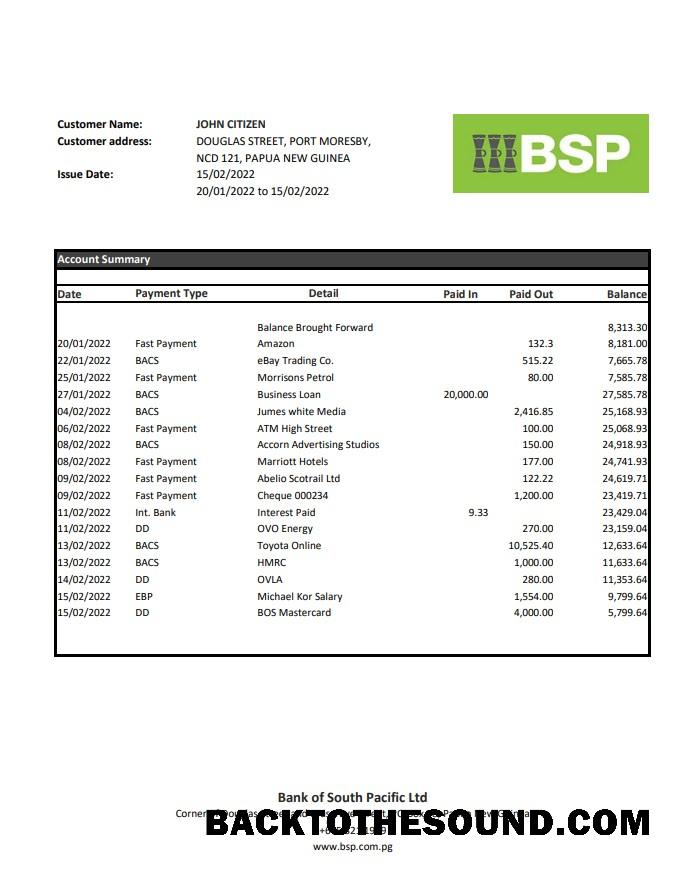 Customer Name: JOHN CITIZEN
Customer address: DOUGLAS STREET, PORT MORESBY,
NCD 121, PAPUA NEW GUINEA
Issue Date: 15/02/2022
20/01/2022 to 15/02/2022
BSP
Account Summary
Date Payment Type Detail Paid In Paid Out Balance
Balance Brought Forward 8,313.30
20/01/2022 Fast Payment Amazon 132.3 8,181.00
22/01/2022 BACS eBay Trading Co. 515.22 7,665.78
25/01/2022 Fast Payment Morrisons Petrol 80.00 7,585.78
27/01/2022 BACS Business Loan 20,000.00 27,585.78
04/02/2022 BACS Jumes white Media 2,416.85 25,168.93
06/02/2022 Fast Payment ATM High Street 100.00 25,068.93
08/02/2022 BACS Accorn Advertising Studios 150.00 24,918.93
08/02/2022 Fast Payment Marriott Hotels 177.00 24,741.93
09/02/2022 Fast Payment Abelio Scotrail Ltd 122.22 24,619.71
09/02/2022 Fast Payment Cheque 000234 1,200.00 23,419.71
11/02/2022 Int. Bank Interest Paid 9.33 23,429.04
11/02/2022 DD OVO Energy 270.00 23,159.04
13/02/2022 BACS Toyota Online 10,525.40 12,633.64
13/02/2022 BACS HMRC 1,000.00 11,633.64
14/02/2022 DD OVLA 280.00 11,353.64
15/02/2022 EBP Michael Kor Salary 1,554.00 9,799.64
15/02/2022 DD BOS Mastercard 4,000.00 5,799.64
Bank of South Pacific Ltd
BACKTOTHESOUND.COM
www.bsp.com.pg